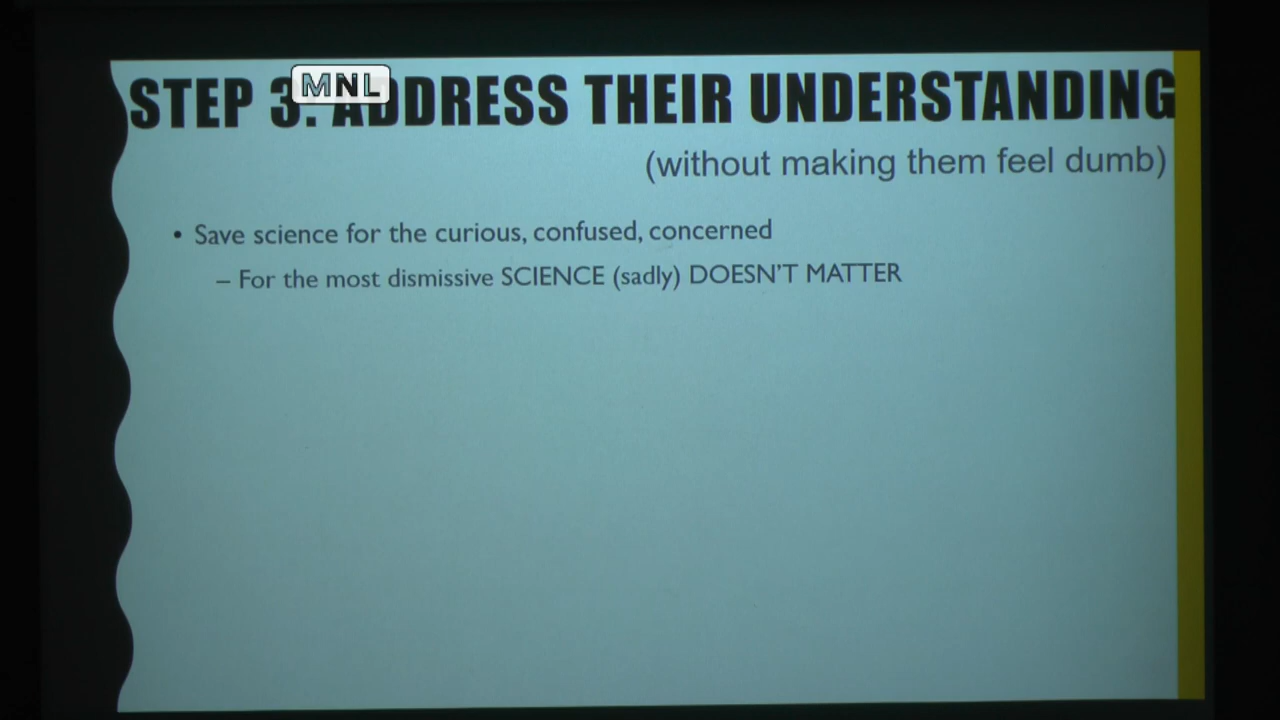 STEP 3: ADDRESS THEIR UNDERSTANDING
MNL
(without making them feel dumb)
• Save science for the curious, confused, concerned
– For the most dismissive SCIENCE (sadly) DOESN'T MATTER